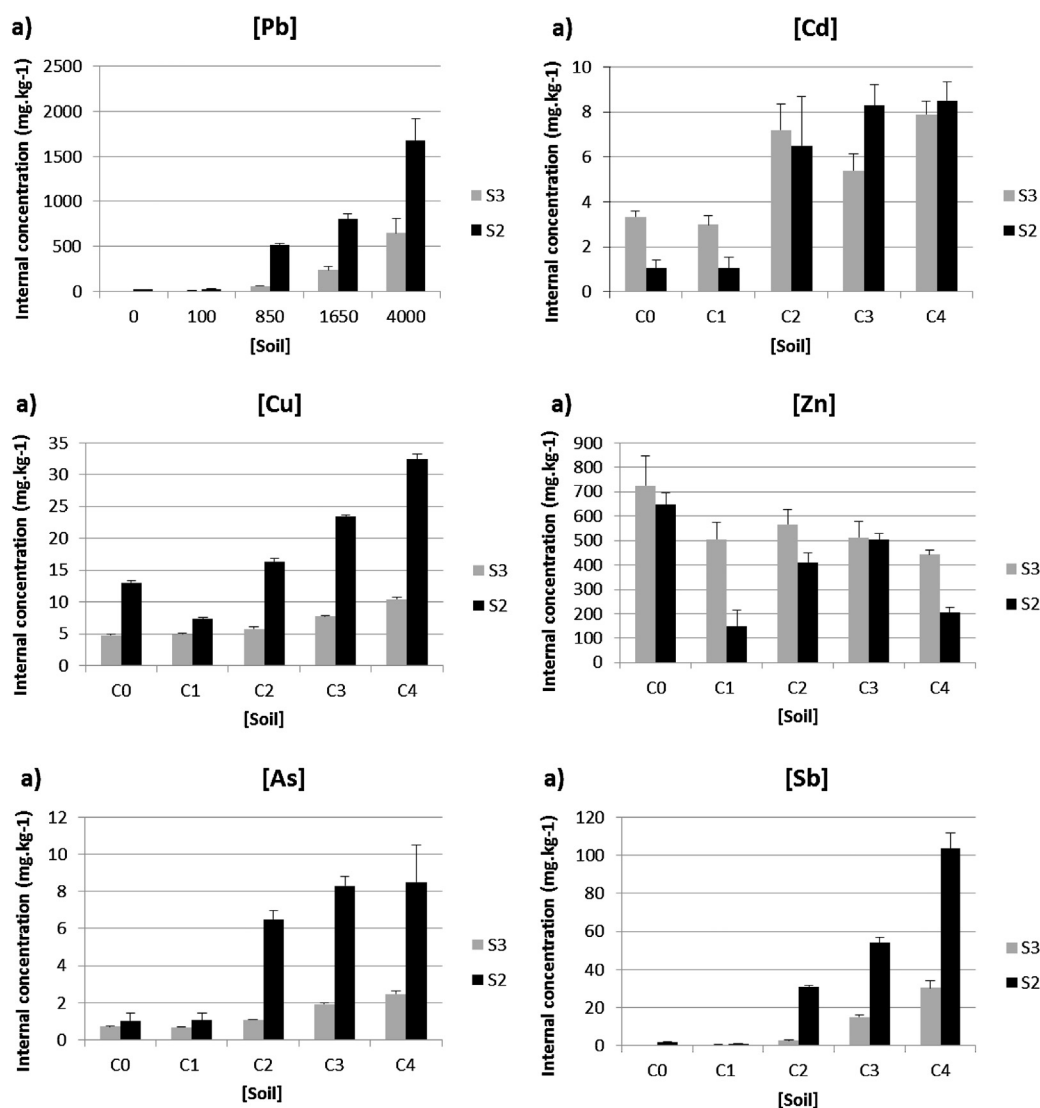 a)
[Pb]
Internal concentration (mg.kg-1)
2500
2000
1500
1000
500
0
0 100 850 1650 4000
[Soil]
S3
S2
a)
[Cd]
Internal concentration (mg.kg-1)
10
8
6
4
2
0
C0 C1 C2 C3 C4
[Soil]
S3
S2
a)
[Cu]
Internal concentration (mg.kg-1)
35
30
25
20
15
10
5
0
C0 C1 C2 C3 C4
[Soil]
S3
S2
a)
[Zn]
Internal concentration (mg.kg-1)
900
800
700
600
500
400
300
200
100
0
C0 C1 C2 C3 C4
[Soil]
S3
S2
a)
[As]
Internal concentration (mg.kg-1)
12
10
8
6
4
2
0
C0 C1 C2 C3 C4
[Soil]
S3
S2
a)
[Sb]
Internal concentration (mg.kg-1)
120
100
80
60
40
20
0
C0 C1 C2 C3 C4
[Soil]
S3
S2